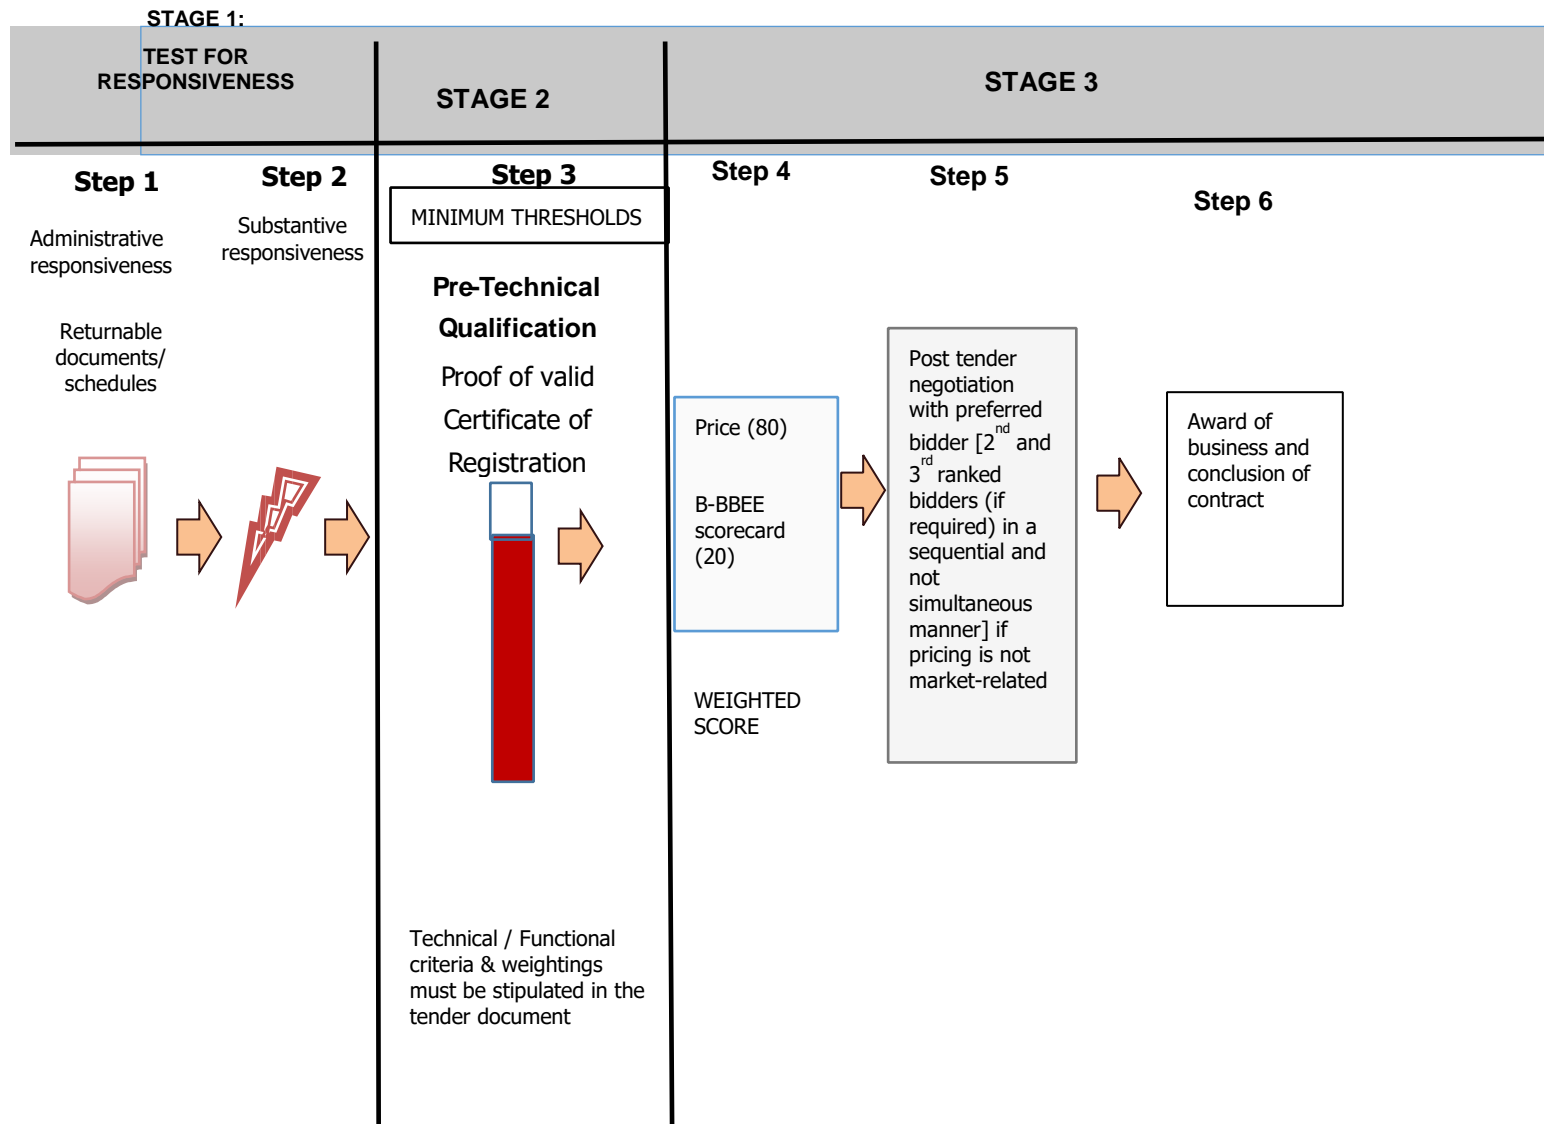 STAGE 1:
TEST FOR
RESPONSIVENESS
STAGE 2
STAGE 3
Step 1
Administrative
responsiveness
Returnable
documents/
schedules
Step 2
Substantive
responsiveness
Step 3
MINIMUM THRESHOLDS
Pre-Technical
Qualification
Proof of valid
Certificate of
Registration
Technical / Functional
criteria & weightings
must be stipulated in the
tender document
Step 4
Price (80)
B-BBEE
scorecard
(20)
WEIGHTED
SCORE
Step 5
Post tender
negotiation
with preferred
bidder [2nd and
3rd ranked
bidders (if
required) in a
sequential and
not
simultaneous
manner] if
pricing is not
market-related
Step 6
Award of
business and
conclusion of
contract